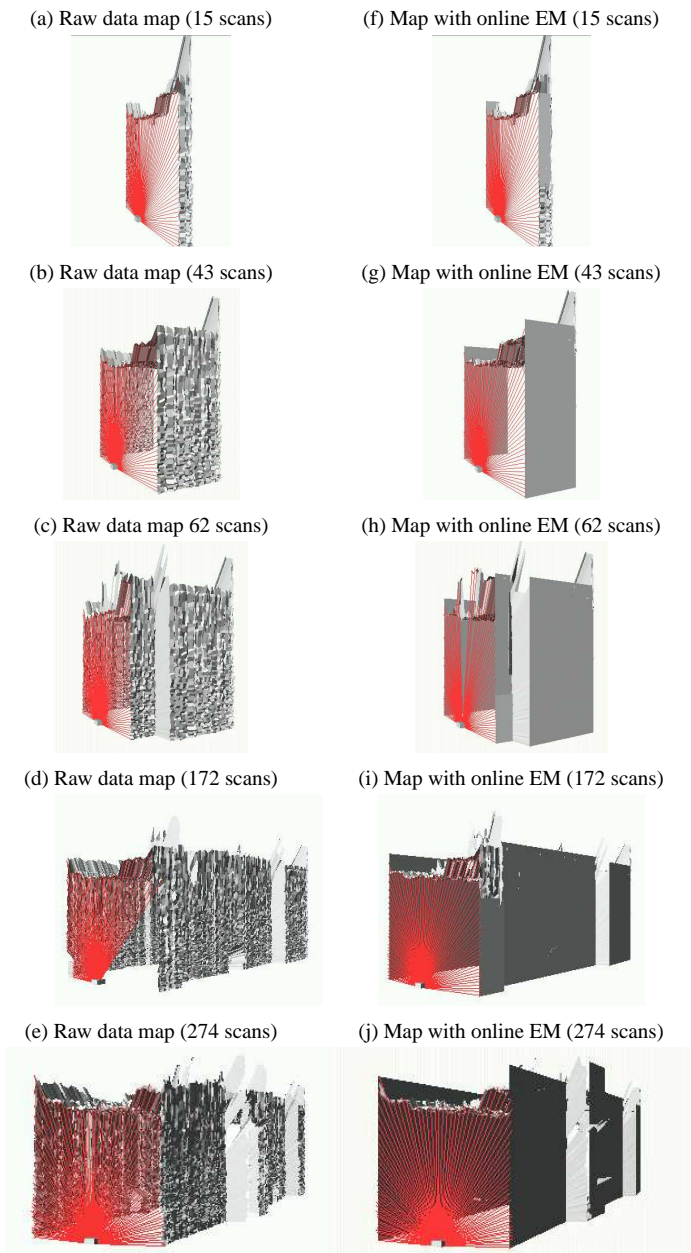 (a) Raw data map (15 scans)
(f) Map with online EM (15 scans)
(b) Raw data map (43 scans)
(g) Map with online EM (43 scans)
(c) Raw data map 62 scans)
(h) Map with online EM (62 scans)
(d) Raw data map (172 scans)
(i) Map with online EM (172 scans)
(e) Raw data map (274 scans)
(j) Map with online EM (274 scans)